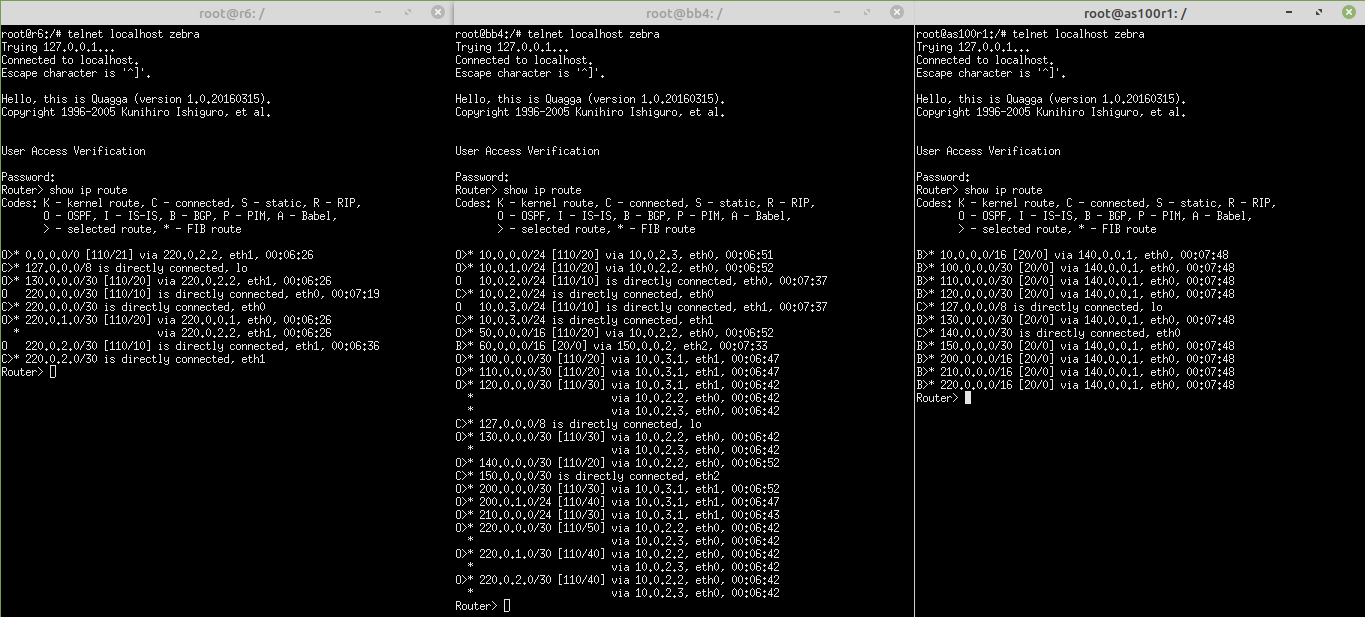 root@r6: /
root@r6:/# telnet localhost zebra
Trying 127.0.0.1...
Connected to localhost.
Escape character is '^]'.
Hello, this is Quagga (version 1.0.20160315).
Copyright 1996-2005 Kunihiro Ishiguro, et al.
User Access Verification
Password:
Router> show ip route
Codes: K - kernel route, C - connected, S - static, R - RIP,
O - OSPF, I - IS-IS, B - BGP, P - PIM, A - Babel,
> - selected route, * - FIB route
O>* 0.0.0.0/0 [110/21] via 220.0.2.2, eth1, 00:06:26
C>* 127.0.0.0/8 is directly connected, lo
O>* 130.0.0.0/30 [110/20] via 220.0.2.2, eth1, 00:06:26
O   220.0.0.0/30 [110/10] is directly connected, eth0, 00:07:19
C>* 220.0.0.0/30 is directly connected, eth0
O>* 220.0.1.0/30 [110/20] via 220.0.0.1, eth0, 00:06:26
  *                       via 220.0.2.2, eth1, 00:06:26
O   220.0.2.0/30 [110/10] is directly connected, eth1, 00:06:36
C>* 220.0.2.0/30 is directly connected, eth1
Router>
root@bb4: /
root@bb4:/# telnet localhost zebra
Trying 127.0.0.1...
Connected to localhost.
Escape character is '^]'.
Hello, this is Quagga (version 1.0.20160315).
Copyright 1996-2005 Kunihiro Ishiguro, et al.
User Access Verification
Password:
Router> show ip route
Codes: K - kernel route, C - connected, S - static, R - RIP,
O - OSPF, I - IS-IS, B - BGP, P - PIM, A - Babel,
> - selected route, * - FIB route
O>* 10.0.0.0/24 [110/20] via 10.0.2.3, eth0, 00:06:51
O>* 10.0.1.0/24 [110/20] via 10.0.2.2, eth0, 00:06:52
O   10.0.2.0/24 [110/10] is directly connected, eth0, 00:07:37
C>* 10.0.2.0/24 is directly connected, eth0
O   10.0.3.0/24 [110/10] is directly connected, eth1, 00:07:37
C>* 10.0.3.0/24 is directly connected, eth1
O>* 50.0.0.0/16 [110/20] via 10.0.2.2, eth0, 00:06:52
B>* 60.0.0.0/16 [20/0] via 150.0.0.2, eth2, 00:07:33
O>* 100.0.0.0/30 [110/20] via 10.0.3.1, eth1, 00:06:47
O>* 110.0.0.0/30 [110/20] via 10.0.3.1, eth1, 00:06:47
O>* 120.0.0.0/30 [110/30] via 10.0.3.1, eth1, 00:06:42
  *                       via 10.0.2.2, eth0, 00:06:42
  *                       via 10.0.2.3, eth0, 00:06:42
C>* 127.0.0.0/8 is directly connected, lo
O>* 130.0.0.0/30 [110/30] via 10.0.2.2, eth0, 00:06:42
  *                       via 10.0.2.3, eth0, 00:06:42
O>* 140.0.0.0/30 [110/20] via 10.0.2.2, eth0, 00:06:52
C>* 150.0.0.0/30 is directly connected, eth2
O>* 200.0.0.0/30 [110/30] via 10.0.3.1, eth1, 00:06:52
O>* 200.0.1.0/24 [110/40] via 10.0.3.1, eth1, 00:06:47
O>* 210.0.0.0/24 [110/30] via 10.0.3.1, eth1, 00:06:43
O>* 220.0.0.0/30 [110/50] via 10.0.2.2, eth0, 00:06:42
  *                       via 10.0.2.3, eth0, 00:06:42
O>* 220.0.1.0/30 [110/40] via 10.0.2.2, eth0, 00:06:42
  *                       via 10.0.2.3, eth0, 00:06:42
O>* 220.0.2.0/30 [110/40] via 10.0.2.2, eth0, 00:06:42
  *                       via 10.0.2.3, eth0, 00:06:42
Router>
root@as100r1: /
root@as100r1:/# telnet localhost zebra
Trying 127.0.0.1...
Connected to localhost.
Escape character is '^]'.
Hello, this is Quagga (version 1.0.20160315).
Copyright 1996-2005 Kunihiro Ishiguro, et al.
User Access Verification
Password:
Router> show ip route
Codes: K - kernel route, C - connected, S - static, R - RIP,
O - OSPF, I - IS-IS, B - BGP, P - PIM, A - Babel,
> - selected route, * - FIB route
B>* 10.0.0.0/16 [20/0] via 140.0.0.1, eth0, 00:07:48
B>* 100.0.0.0/30 [20/0] via 140.0.0.1, eth0, 00:07:48
B>* 110.0.0.0/30 [20/0] via 140.0.0.1, eth0, 00:07:48
B>* 120.0.0.0/30 [20/0] via 140.0.0.1, eth0, 00:07:48
C>* 127.0.0.0/8 is directly connected, lo
B>* 130.0.0.0/30 [20/0] via 140.0.0.1, eth0, 00:07:48
C>* 140.0.0.0/30 is directly connected, eth0
B>* 150.0.0.0/30 [20/0] via 140.0.0.1, eth0, 00:07:48
B>* 200.0.0.0/16 [20/0] via 140.0.0.1, eth0, 00:07:48
B>* 210.0.0.0/16 [20/0] via 140.0.0.1, eth0, 00:07:48
B>* 220.0.0.0/16 [20/0] via 140.0.0.1, eth0, 00:07:48
Router>